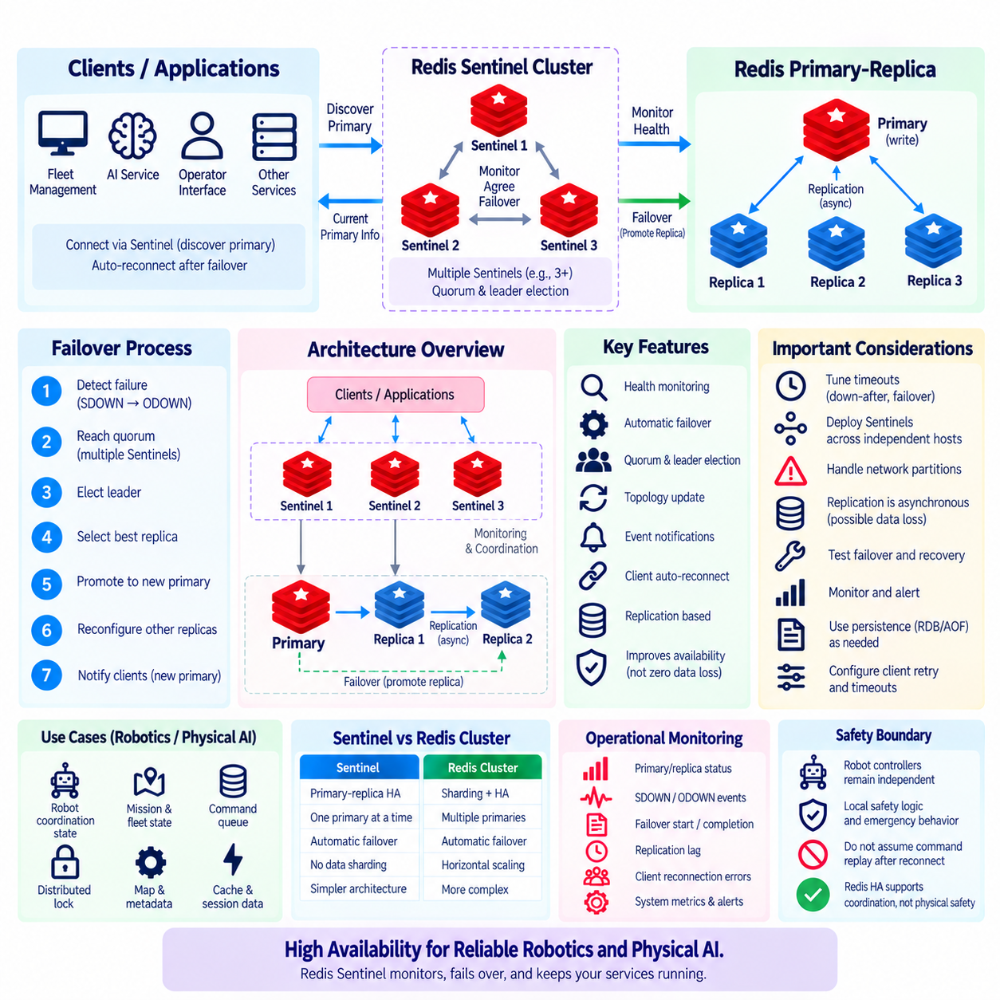 Clients / Applications
Fleet
Management
AI Service
Operator
Interface
Other
Services
Connect via Sentinel (discover primary)
Auto-reconnect after failover
Discover
Primary
Current
Primary Info
Redis Sentinel Cluster
Sentinel 1
Monitor
Agree
Failover
Sentinel 2
Sentinel 3
Multiple Sentinels (e.g., 3+)
Quorum & leader election
Monitor
Health
Failover
(Promote Replica)
Redis Primary-Replica
Primary
(write)
Replication
(async)
Replica 1
Replica 2
Replica 3
Failover Process
1
Detect failure
(SDOWN → ODOWN)
2
Reach quorum
(multiple Sentinels)
3
Elect leader
4
Select best replica
5
Promote to new primary
6
Reconfigure other replicas
7
Notify clients (new primary)
Architecture Overview
Clients / Applications
Sentinel 1
Sentinel 2
Sentinel 3
Monitoring
& Coordination
Primary
Replica 1
Replication
(async)
Replica 2
Failover (promote replica)
Key Features
Health monitoring
Automatic failover
Quorum & leader election
Topology update
Event notifications
Client auto-reconnect
Replication based
Improves availability
(not zero data loss)
Important Considerations
Tune timeouts
(down-after, failover)
Deploy Sentinels
across independent hosts
Handle network partitions
Replication is asynchronous
(possible data loss)
Test failover and recovery
Monitor and alert
Use persistence (RDB/AOF)
as needed
Configure client retry
and timeouts
Use Cases (Robotics / Physical AI)
Robot
coordination
state
Mission &
fleet state
Command
queue
Distributed
lock
Map &
metadata
Cache &
session data
Sentinel vs Redis Cluster
Sentinel
Redis Cluster
Primary-replica HA
Sharding + HA
One primary at a time
Multiple primaries
Automatic failover
Automatic failover
No data sharding
Horizontal scaling
Simpler architecture
More complex
Operational Monitoring
Primary/replica status
SDOWN / ODOWN events
Failover start / completion
Replication lag
Client reconnection errors
System metrics & alerts
Safety Boundary
Robot controllers
remain independent
Local safety logic
and emergency behavior
Do not assume command
replay after reconnect
Redis HA supports
coordination, not physical safety
High Availability for Reliable Robotics and Physical AI.
Redis Sentinel monitors, fails over, and keeps your services running.